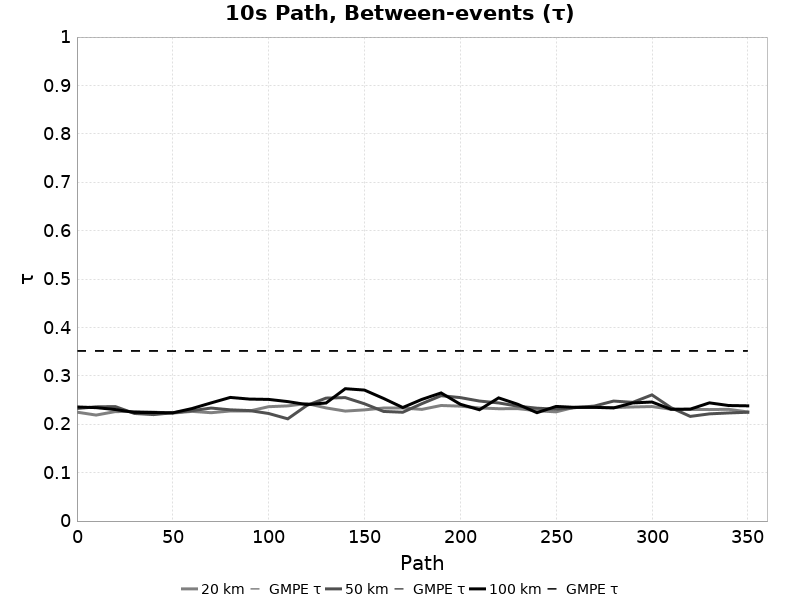 10s Path, Between-events (τ)
1
0.9
0.8
0.7
0.6
0.5
0.4
0.3
0.2
0.1
0
τ
0 50 100 150 200 250 300 350
Path
20 km GMPE τ 50 km GMPE τ 100 km GMPE τ